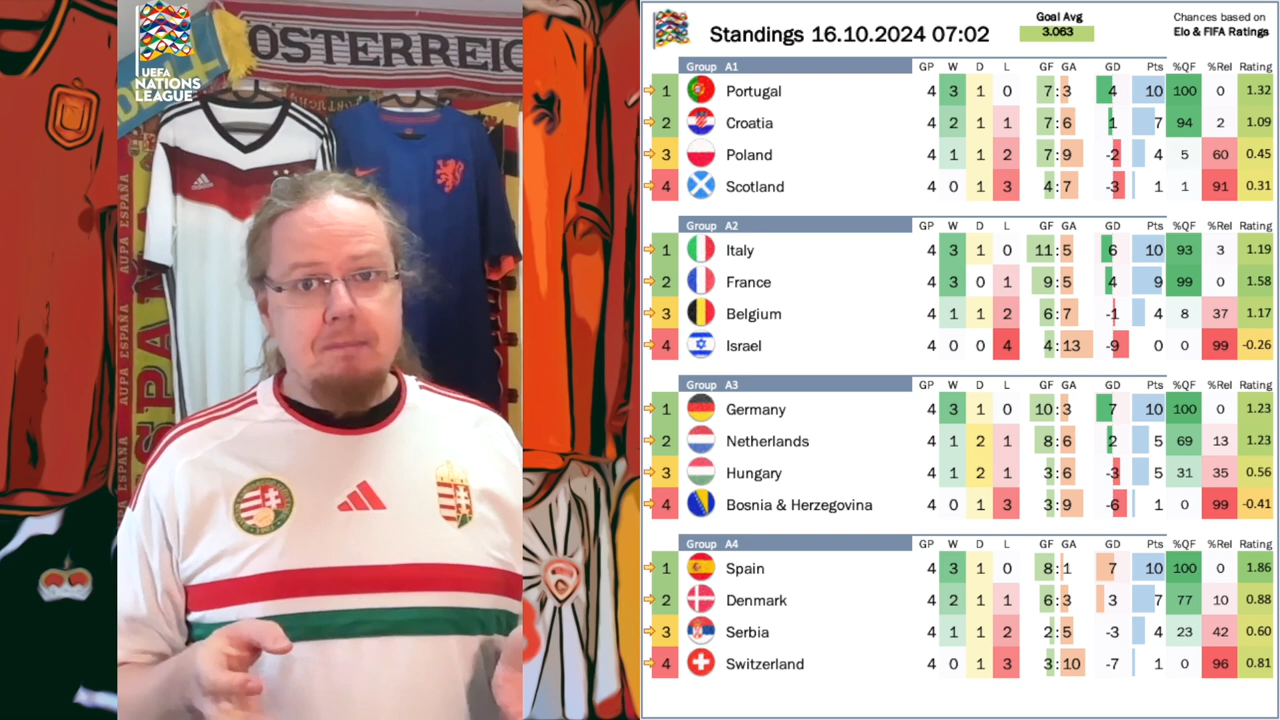 UEFA
NATIONS
LEAGUE
ÖSTERREIC
AUPA ESPAÑA
AUPA ESPAÑA
AUPA ESPAÑA
adidas
Standings 16.10.2024 07:02
Goal Avg
3.063
Chances based on
Elo & FIFA Ratings
Group A1 GP W D L GF GA GD Pts %QF %Rel Rating
1 Portugal 4 3 1 0 7:3 4 10 100 0 1.32
2 Croatia 4 2 1 1 7:6 1 7 94 2 1.09
3 Poland 4 1 1 2 7:9 -2 4 5 60 0.45
4 Scotland 4 0 1 3 4:7 -3 1 1 91 0.31
Group A2 GP W D L GF GA GD Pts %QF %Rel Rating
1 Italy 4 3 1 0 11:5 6 10 93 3 1.19
2 France 4 3 0 1 9:5 4 9 99 0 1.58
3 Belgium 4 1 1 2 6:7 -1 4 8 37 1.17
4 Israel 4 0 0 4 4:13 -9 0 0 99 -0.26
Group A3 GP W D L GF GA GD Pts %QF %Rel Rating
1 Germany 4 3 1 0 10:3 7 10 100 0 1.23
2 Netherlands 4 1 2 1 8:6 2 5 69 13 1.23
3 Hungary 4 1 2 1 3:6 -3 5 31 35 0.56
4 Bosnia & Herzegovina 4 0 1 3 3:9 -6 1 0 99 -0.41
Group A4 GP W D L GF GA GD Pts %QF %Rel Rating
1 Spain 4 3 1 0 8:1 7 10 100 0 1.86
2 Denmark 4 2 1 1 6:3 3 7 77 10 0.88
3 Serbia 4 1 1 2 2:5 -3 4 23 42 0.60
4 Switzerland 4 0 1 3 3:10 -7 1 0 96 0.81